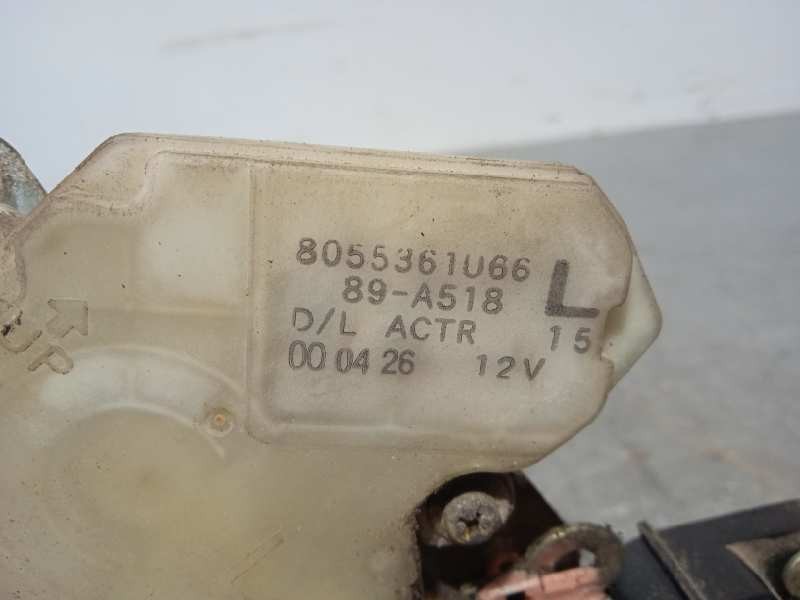 8055361U66
89-A518 L
D/L ACTR 15
00 04 26 12V
UP